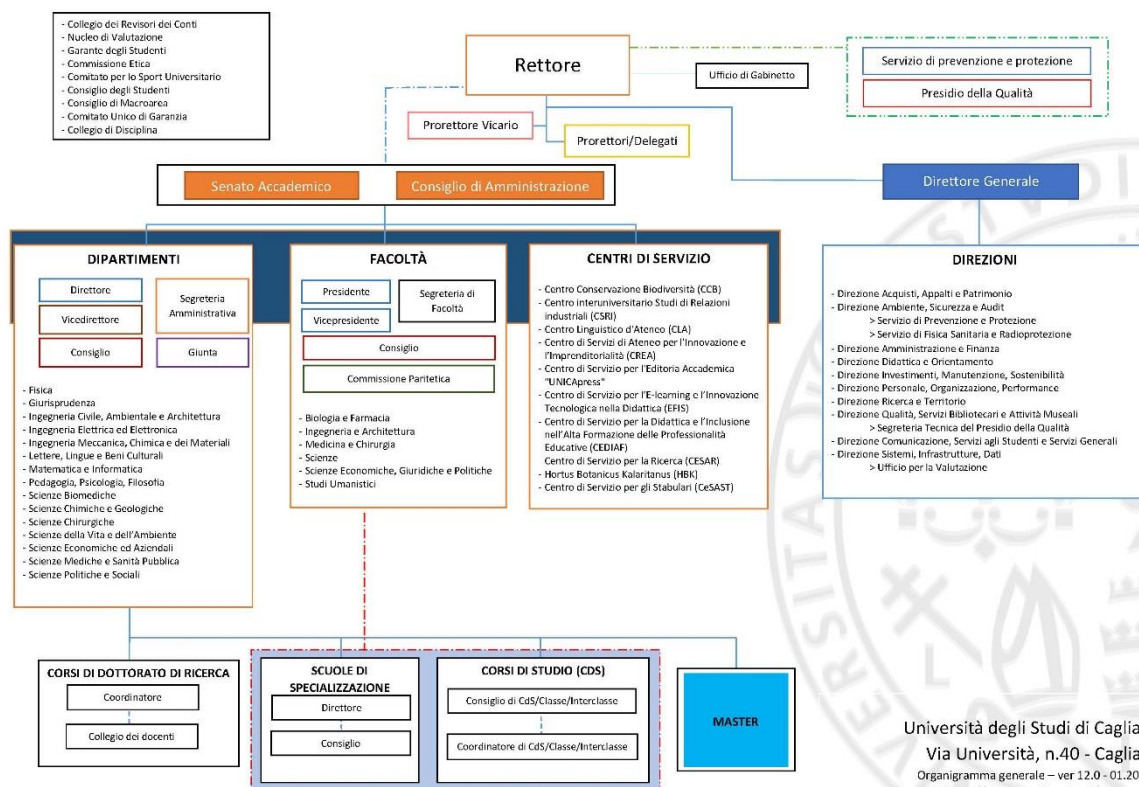 - Collegio dei Revisori dei Conti
- Nucleo di Valutazione
- Garante degli Studenti
- Commissione Etica
- Comitato per lo Sport Universitario
- Consiglio degli Studenti
- Consiglio di Macroarea
- Comitato Unico di Garanzia
- Collegio di Disciplina
Rettore
Ufficio di Gabinetto
Servizio di prevenzione e protezione
Presidio della Qualità
Prorettore Vicario
Prorettori/Delegati
Senato Accademico
Consiglio di Amministrazione
Direttore Generale
DIPARTIMENTI
Direttore
Vicedirettore
Segreteria
Amministrativa
Consiglio
Giunta
- Fisica
- Giurisprudenza
- Ingegneria Civile, Ambientale e Architettura
- Ingegneria Elettrica ed Elettronica
- Ingegneria Meccanica, Chimica e dei Materiali
- Lettere, Lingue e Beni Culturali
- Matematica e Informatica
- Pedagogia, Psicologia, Filosofia
- Scienze Biomediche
- Scienze Chimiche e Geologiche
- Scienze Chirurgiche
- Scienze della Vita e dell'Ambiente
- Scienze Economiche ed Aziendali
- Scienze Mediche e Sanità Pubblica
- Scienze Politiche e Sociali
FACOLTÀ
Presidente
Vicepresidente
Segreteria di
Facoltà
Consiglio
Commissione Paritetica
- Biologia e Farmacia
- Ingegneria e Architettura
- Medicina e Chirurgia
- Scienze
- Scienze Economiche, Giuridiche e Politiche
- Studi Umanistici
CENTRI DI SERVIZIO
- Centro Conservazione Biodiversità (CCB)
- Centro interuniversitario Studi di Relazioni
industriali (CSRI)
- Centro Linguistico d'Ateneo (CLA)
- Centro di Servizi di Ateneo per l'Innovazione e
l'Imprenditorialità (CREA)
- Centro di Servizio per l'Editoria Accademica
"UNICApress"
- Centro di Servizio per l'E-learning e l'Innovazione
Tecnologica nella Didattica (EFIS)
- Centro di Servizio per la Didattica e l'Inclusione
nell'Alta Formazione delle Professionalità
Educative (CEDIAF)
Centro di Servizio per la Ricerca (CESAR)
- Hortus Botanicus Kalaritanus (HBK)
- Centro di Servizio per gli Stabulari (CeSAST)
DIREZIONI
- Direzione Acquisti, Appalti e Patrimonio
- Direzione Ambiente, Sicurezza e Audit
> Servizio di Prevenzione e Protezione
> Servizio di Fisica Sanitaria e Radioprotezione
- Direzione Amministrazione e Finanza
- Direzione Didattica e Orientamento
- Direzione Investimenti, Manutenzione, Sostenibilità
- Direzione Personale, Organizzazione, Performance
- Direzione Ricerca e Territorio
- Direzione Qualità, Servizi Bibliotecari e Attività Museali
> Segreteria Tecnica del Presidio della Qualità
- Direzione Comunicazione, Servizi agli Studenti e Servizi Generali
- Direzione Sistemi, Infrastrutture, Dati
> Ufficio per la Valutazione
CORSI DI DOTTORATO DI RICERCA
Coordinatore
Collegio dei docenti
SCUOLE DI
SPECIALIZZAZIONE
Direttore
Consiglio
CORSI DI STUDIO (CDS)
Consiglio di CdS/Classe/Interclasse
Coordinatore di CdS/Classe/Interclasse
MASTER
Università degli Studi di Caglia
Via Università, n.40 - Caglia
Organigramma generale – ver 12.0 - 01.20